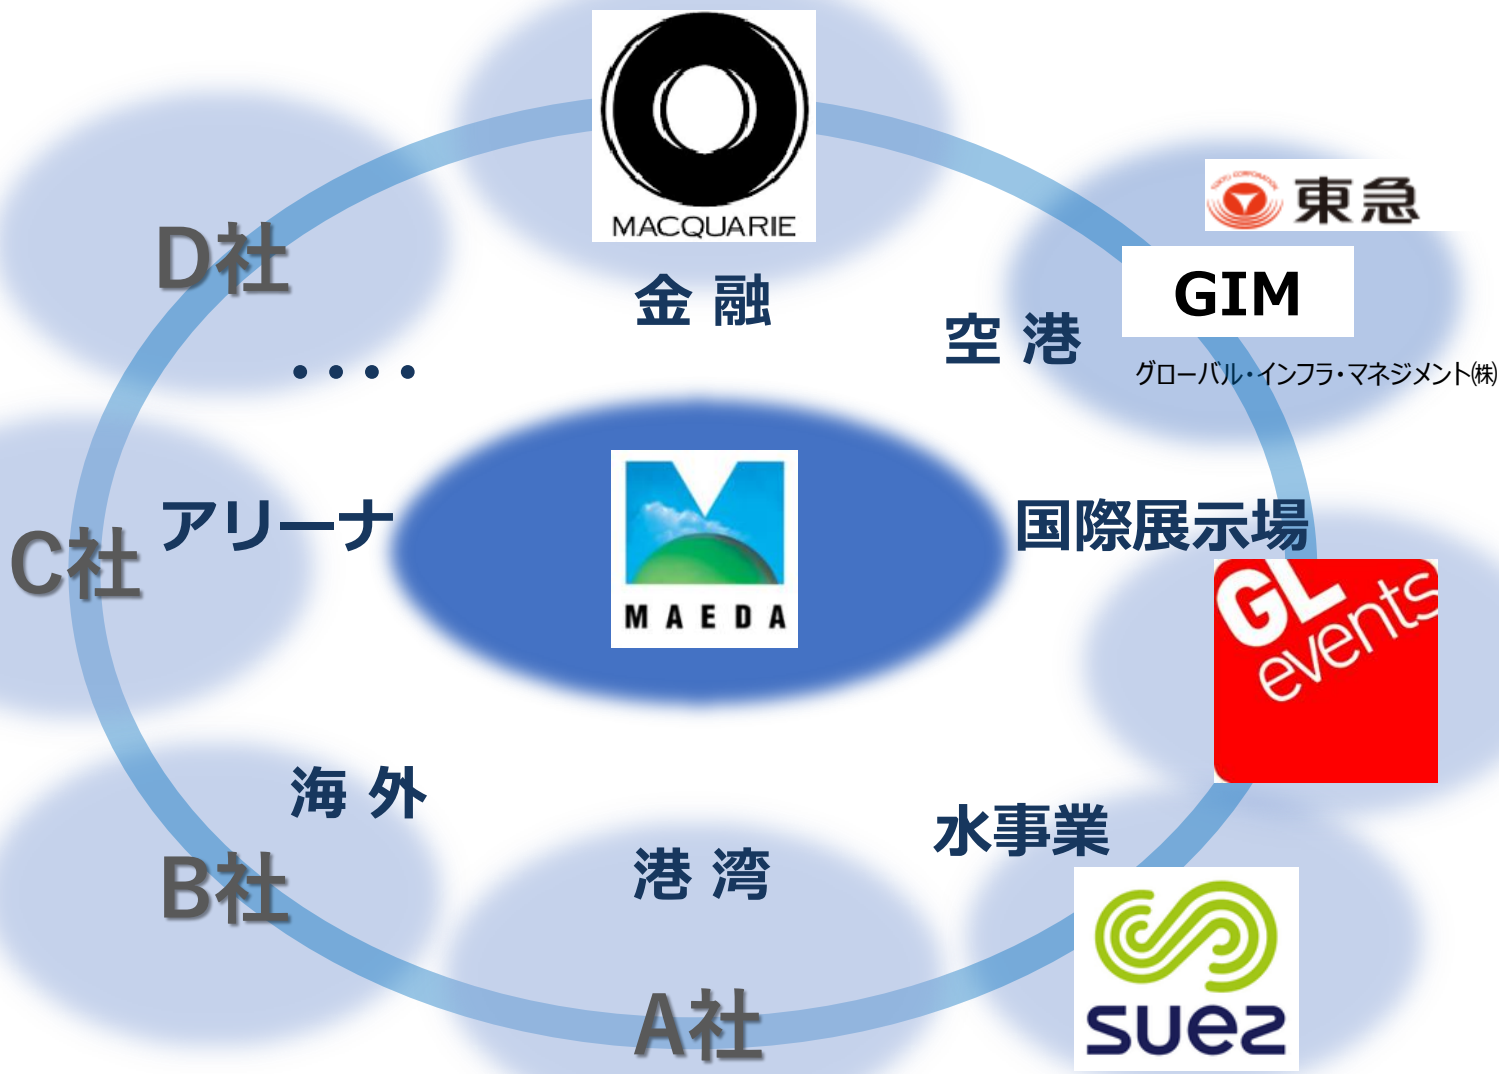 MACQUARIE
金 融
TOKYU CORPORATION
東急
GIM
グローバル・インフラ・マネジメント㈱
空 港
国際展示場
GL
events
水事業
suez
港 湾
A社
海 外
B社
アリーナ
C社
D社
・・・・
MAEDA